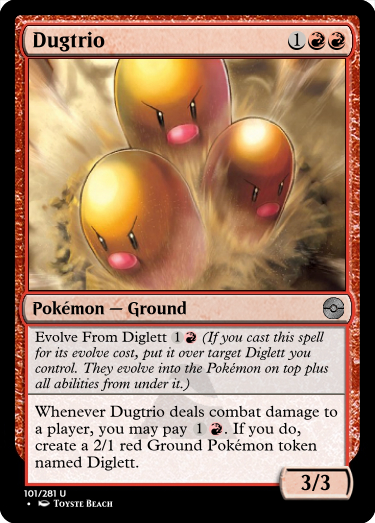 Dugtrio 1
Pokémon — Ground
Evolve From Diglett 1 (If you cast this spell
for its evolve cost, put it over target Diglett you
control. They evolve into the Pokémon on top plus
all abilities from under it.)
Whenever Dugtrio deals combat damage to
a player, you may pay 1 . If you do,
create a 2/1 red Ground Pokémon token
named Diglett.
3/3
101/281 U
• Toyste Beach